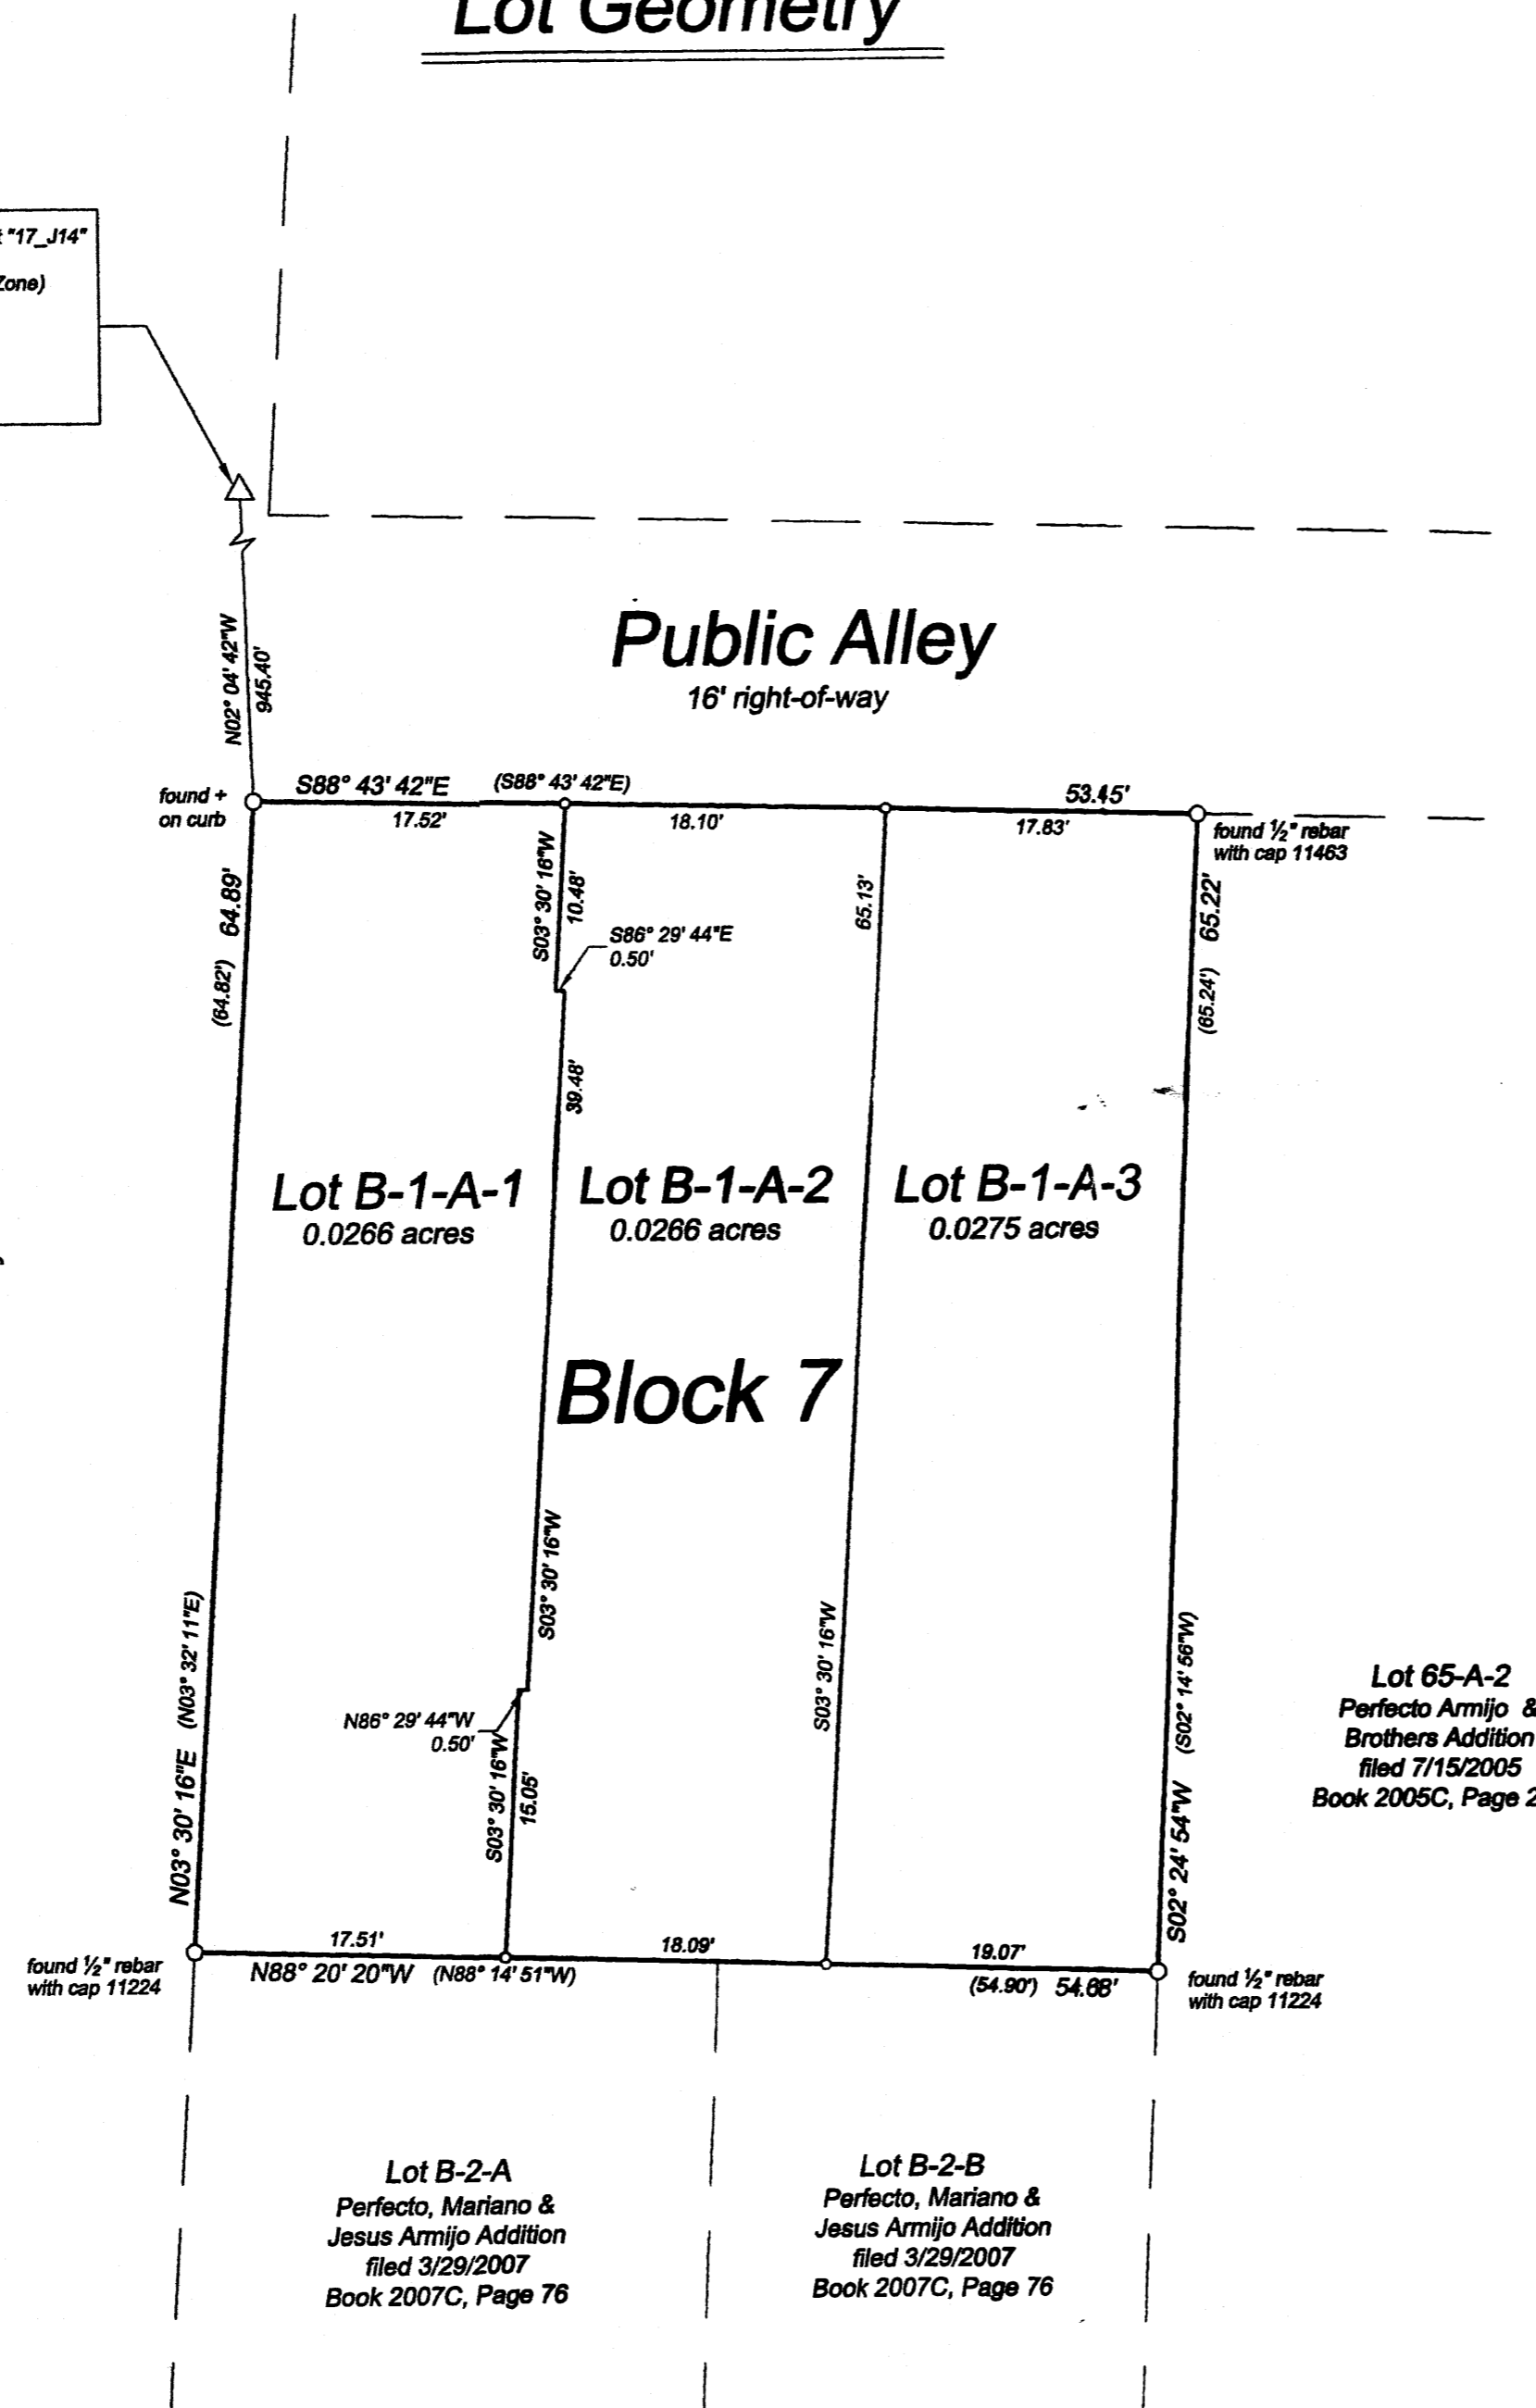 Lot Geometry
"17_J14"
Zone)
Public Alley
16' right-of-way
N02° 04' 42"W
945.40'
found +
on curb
S88° 43' 42"E
(S88° 43' 42"E)
53.45'
17.52'
18.10'
17.83'
found ½" rebar
with cap 11463
(64.82') 64.89'
S03° 30' 16"W
10.48'
S86° 29' 44"E
0.50'
65.13'
(65.24') 65.22'
39.48'
Lot B-1-A-1
0.0266 acres
Lot B-1-A-2
0.0266 acres
Lot B-1-A-3
0.0275 acres
Block 7
N03° 30' 16"E (N03° 32' 11"E)
S03° 30' 16"W
S03° 30' 16"W
S02° 24' 54"W (S02° 14' 56"W)
N86° 29' 44"W
0.50'
S03° 30' 16"W
15.05'
Lot 65-A-2
Perfecto Armijo &
Brothers Addition
filed 7/15/2005
Book 2005C, Page 2
17.51'
18.09'
19.07'
found ½" rebar
with cap 11224
N88° 20' 20"W (N88° 14' 51"W)
(54.90') 54.68'
found ½" rebar
with cap 11224
Lot B-2-A
Perfecto, Mariano &
Jesus Armijo Addition
filed 3/29/2007
Book 2007C, Page 76
Lot B-2-B
Perfecto, Mariano &
Jesus Armijo Addition
filed 3/29/2007
Book 2007C, Page 76